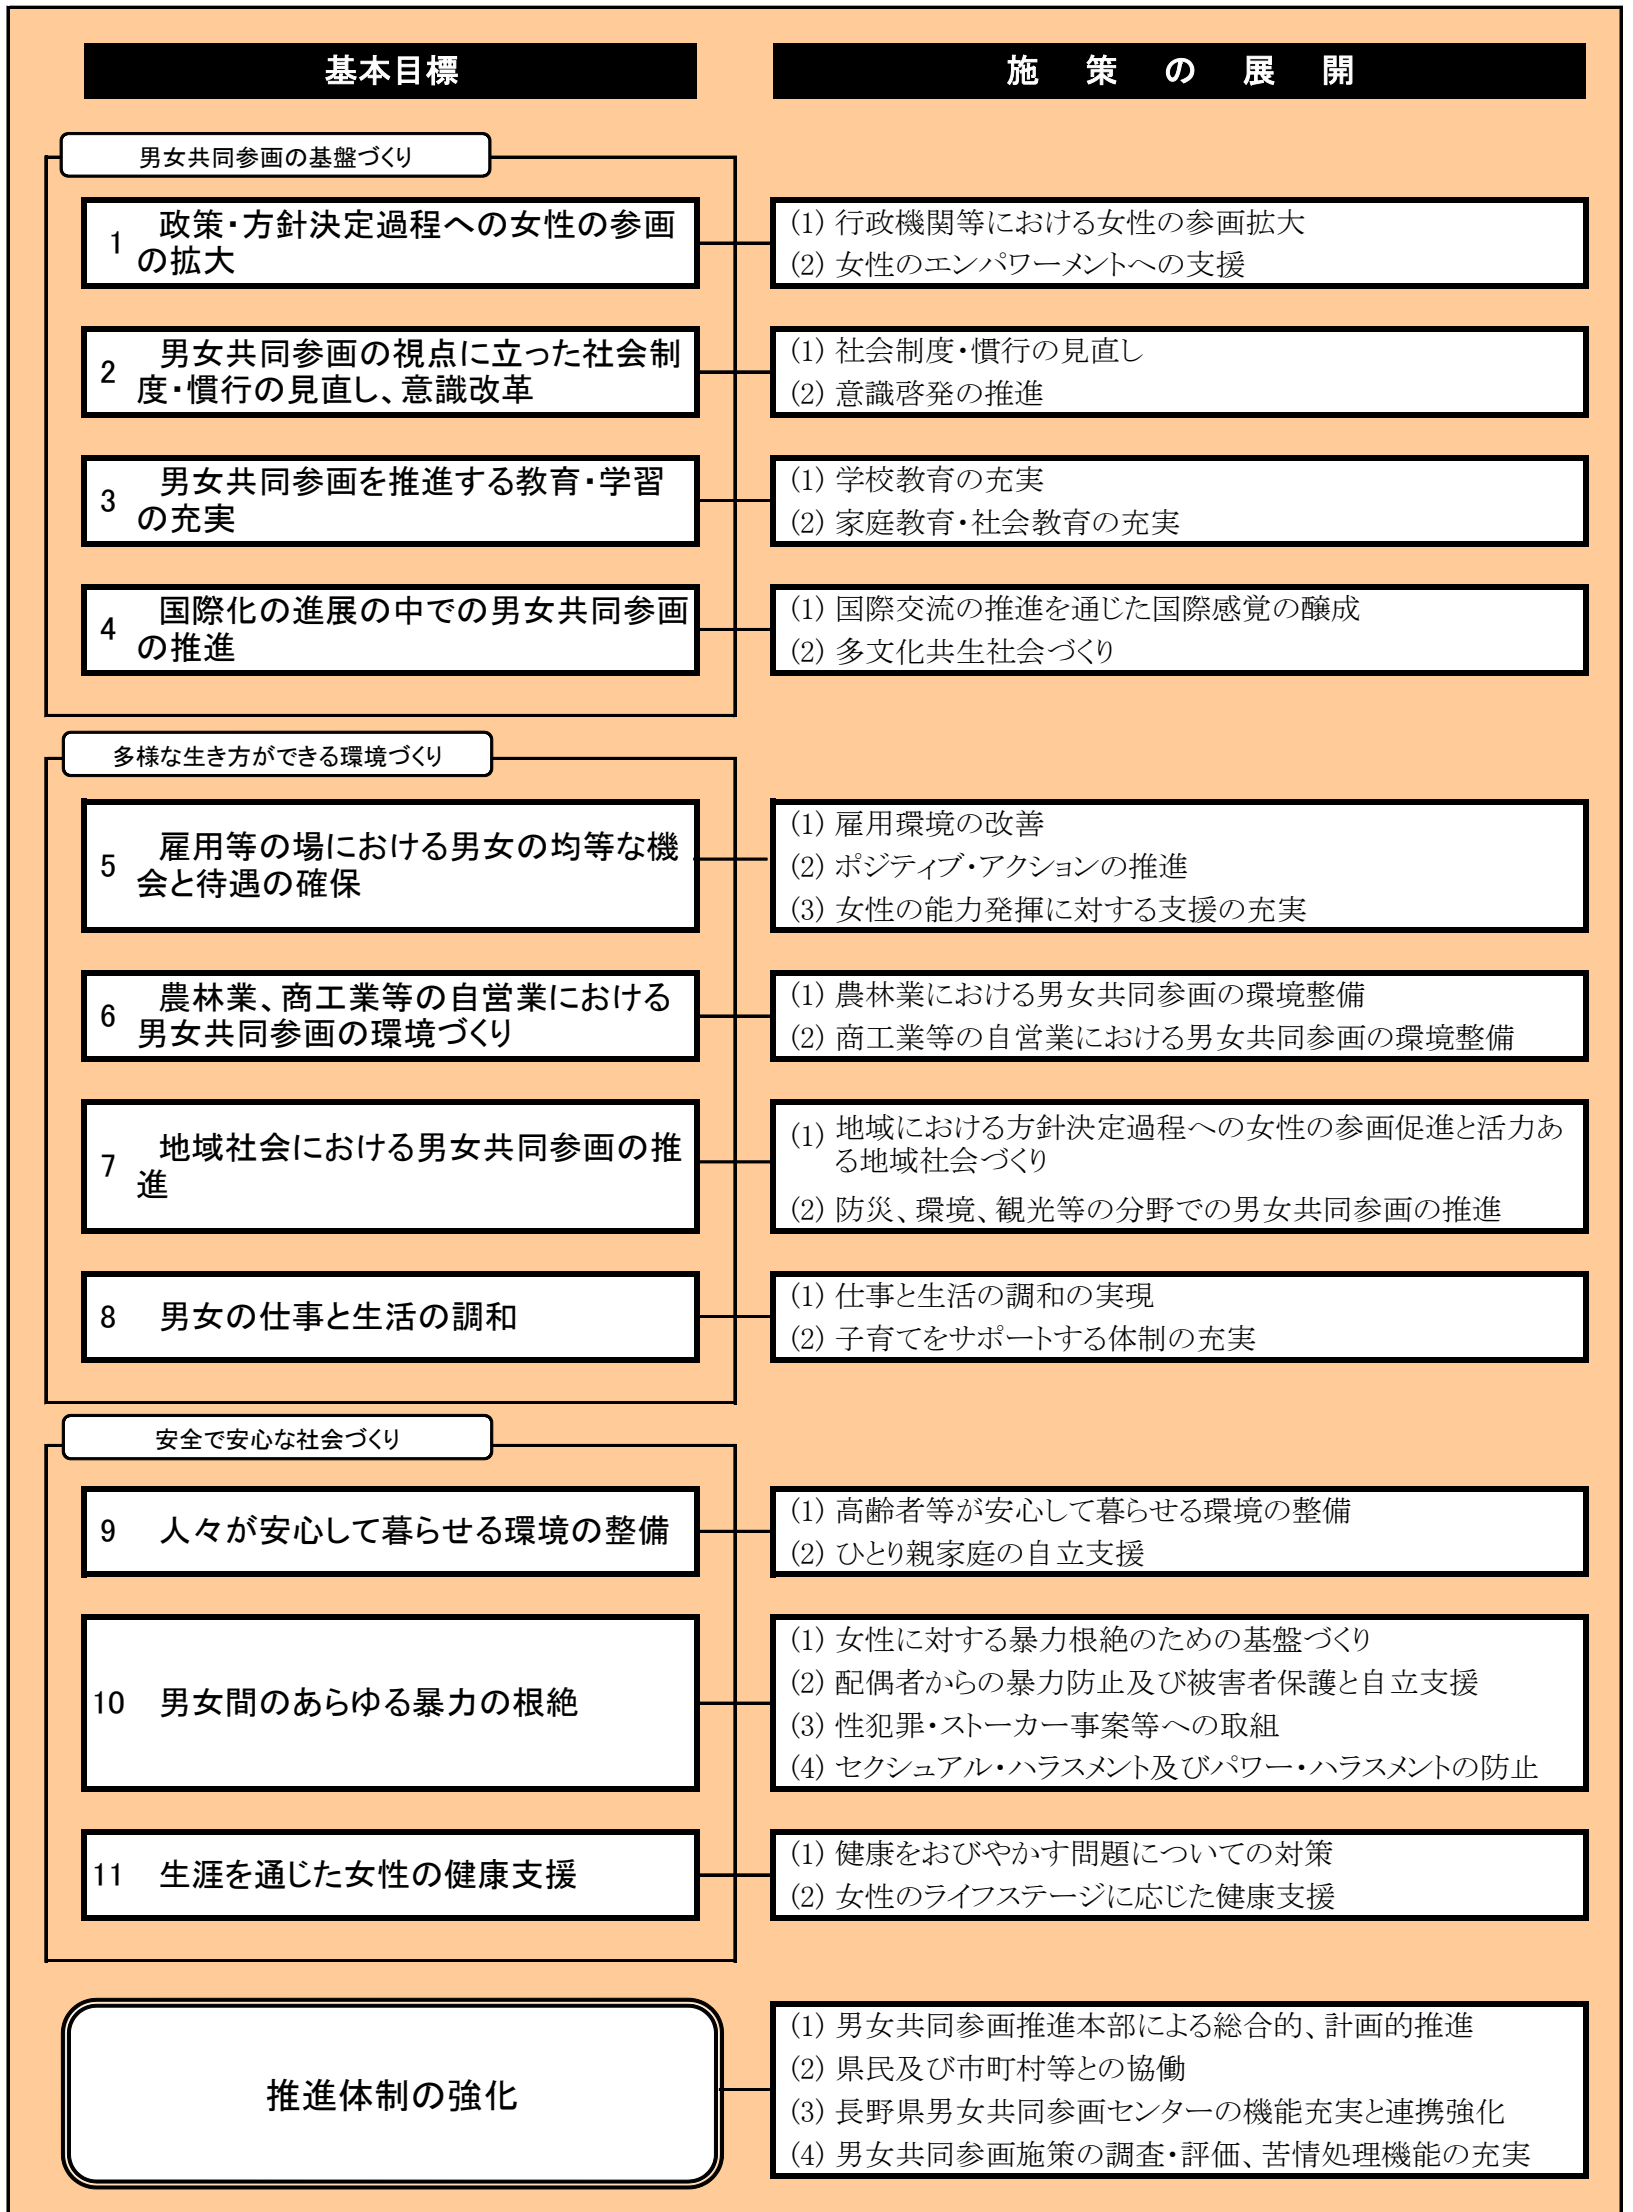 基本目標
施策の展開
男女共同参画の基盤づくり
1 政策・方針決定過程への女性の参画
の拡大
(1) 行政機関等における女性の参画拡大
(2) 女性のエンパワーメントへの支援
2 男女共同参画の視点に立った社会制
度・慣行の見直し、意識改革
(1) 社会制度・慣行の見直し
(2) 意識啓発の推進
3 男女共同参画を推進する教育・学習
の充実
(1) 学校教育の充実
(2) 家庭教育・社会教育の充実
4 国際化の進展の中での男女共同参画
の推進
(1) 国際交流の推進を通じた国際感覚の醸成
(2) 多文化共生社会づくり
多様な生き方ができる環境づくり
5 雇用等の場における男女の均等な機
会と待遇の確保
(1) 雇用環境の改善
(2) ポジティブ・アクションの推進
(3) 女性の能力発揮に対する支援の充実
6 農林業、商工業等の自営業における
男女共同参画の環境づくり
(1) 農林業における男女共同参画の環境整備
(2) 商工業等の自営業における男女共同参画の環境整備
7 地域社会における男女共同参画の推
進
(1) 地域における方針決定過程への女性の参画促進と活力あ
る地域社会づくり
(2) 防災、環境、観光等の分野での男女共同参画の推進
8 男女の仕事と生活の調和
(1) 仕事と生活の調和の実現
(2) 子育てをサポートする体制の充実
安全で安心な社会づくり
9 人々が安心して暮らせる環境の整備
(1) 高齢者等が安心して暮らせる環境の整備
(2) ひとり親家庭の自立支援
10 男女間のあらゆる暴力の根絶
(1) 女性に対する暴力根絶のための基盤づくり
(2) 配偶者からの暴力防止及び被害者保護と自立支援
(3) 性犯罪・ストーカー事案等への取組
(4) セクシュアル・ハラスメント及びパワー・ハラスメントの防止
11 生涯を通じた女性の健康支援
(1) 健康をおびやかす問題についての対策
(2) 女性のライフステージに応じた健康支援
推進体制の強化
(1) 男女共同参画推進本部による総合的、計画的推進
(2) 県民及び市町村等との協働
(3) 長野県男女共同参画センターの機能充実と連携強化
(4) 男女共同参画施策の調査・評価、苦情処理機能の充実